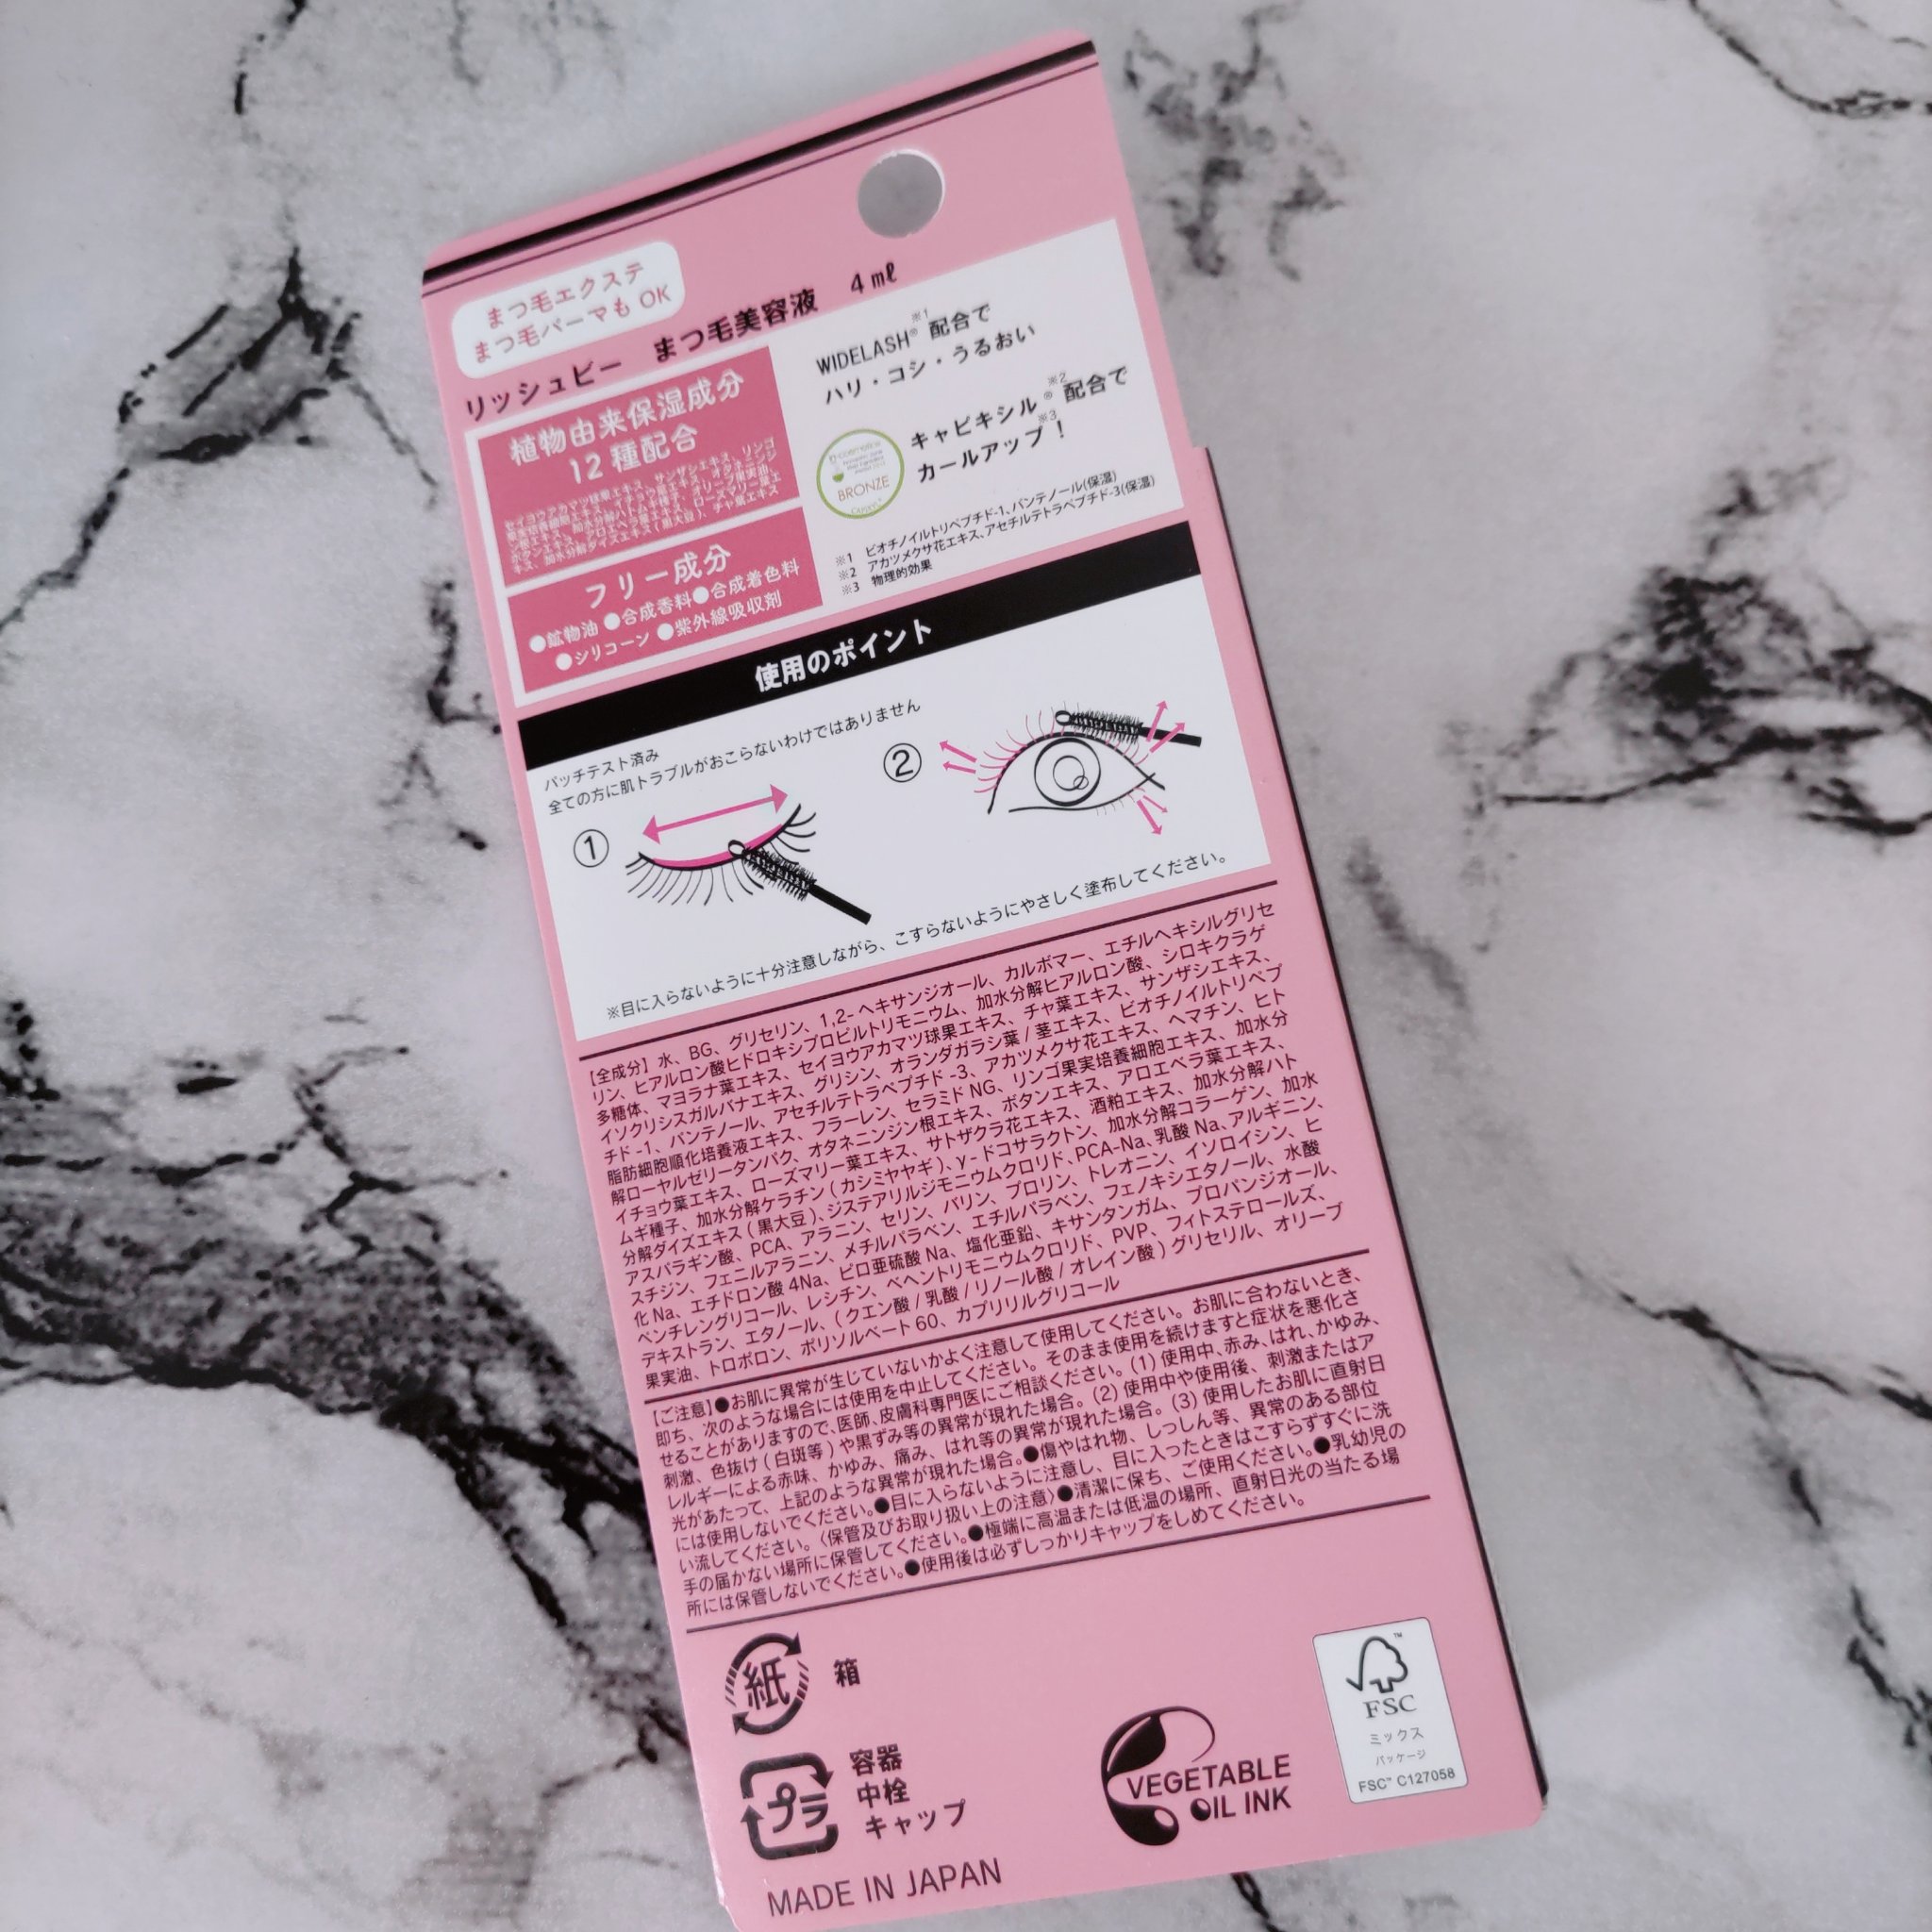 まつ毛エクステ
まつ毛パーマも OK
リッシュビー まつ毛美容液 4mℓ
植物由来保湿成分
12 種配合
セイヨウアカマツ球果エキス、サンザシエキス、リンゴ
フリー成分
●鉱物油 ●合成香料●合成着色料
●シリコーン ●紫外線吸収剤
WIDELASH®※1配合で
ハリ・コシ・うるおい
キャピキシル®※2配合で
カールアップ※3!
BRONZE
※1 ビオチノイルトリペプチド-1、パンテノール(保湿)
※2 アカツメクサ花エキス、アセチルテトラペプチド-3(保湿)
※3 物理的効果
使用のポイント
パッチテスト済み
全ての方に肌トラブルがおこらないわけではありません
①
②
※目に入らないように十分注意しながら、こすらないようにやさしく塗布してください。
【全成分】水、BG、グリセリン、1,2-ヘキサンジオール、カルボマー、エチルヘキシルグリセ
リン、ヒアルロン酸ヒドロキシプロピルトリモニウム、加水分解ヒアルロン酸、シロキクラゲ
多糖体、マヨラナ葉エキス、セイヨウアカマツ球果エキス、チャ葉エキス、サンザシエキス、
イソクリシスガルバナエキス、グリシン、オランダガラシ葉/茎エキス、ビオチノイルトリペプ
チド-1、パンテノール、アセチルテトラペプチド-3、アカツメクサ花エキス、ヘマチン、ヒト
脂肪細胞順化培養液エキス、フラーレン、セラミドNG、リンゴ果実培養細胞エキス、加水分
解ローヤルゼリータンパク、オタネニンジン根エキス、ボタンエキス、アロエベラ葉エキス、
イチョウ葉エキス、ローズマリー葉エキス、サトザクラ花エキス、酒粕エキス、加水分解ハト
ムギ種子、加水分解ケラチン(カシミヤヤギ)、γ-ドコサラクトン、加水分解コラーゲン、加水
分解ダイズエキス(黒大豆)、ジステアリルジモニウムクロリド、PCA-Na、乳酸Na、アルギニン、
アスパラギン酸、PCA、アラニン、セリン、バリン、プロリン、トレオニン、イソロイシン、ヒ
スチジン、フェニルアラニン、メチルパラベン、エチルパラベン、フェノキシエタノール、水酸
化Na、エチドロン酸4Na、ピロ亜硫酸Na、塩化亜鉛、キサンタンガム、プロパンジオール、
ペンチレングリコール、レシチン、ベヘントリモニウムクロリド、PVP、フィトステロールズ、
デキストラン、エタノール、(クエン酸/乳酸/リノール酸/オレイン酸)グリセリル、オリーブ
果実油、トロポロン、ポリソルベート60、カプリリルグリコール
【ご注意】●お肌に異常が生じていないかよく注意して使用してください。お肌に合わないとき、
即ち、次のような場合には使用を中止してください。そのまま使用を続けますと症状を悪化さ
せることがありますので、医師、皮膚科専門医にご相談ください。(1)使用中、赤み、はれ、かゆみ、
刺激、色抜け(白斑等)や黒ずみ等の異常が現れた場合。(2)使用中や使用後、刺激またはア
レルギーによる赤味、かゆみ、痛み、はれ等の異常が現れた場合。(3)使用したお肌に直射日
光があたって、上記のような異常が現れた場合。●傷やはれ物、しっしん等、異常のある部位
には使用しないでください。●目に入らないように注意し、目に入ったときはこすらずすぐに洗
い流してください。〈保管及びお取り扱い上の注意〉●清潔に保ち、ご使用ください。●乳幼児の
手の届かない場所に保管してください。●極端に高温または低温の場所、直射日光の当たる場
所には保管しないでください。●使用後は必ずしっかりキャップをしめてください。
紙 箱
プラ 容器
中栓
キャップ
VEGETABLE
OIL INK
FSC™
ミックス
パッケージ
FSC™ C127058
MADE IN JAPAN